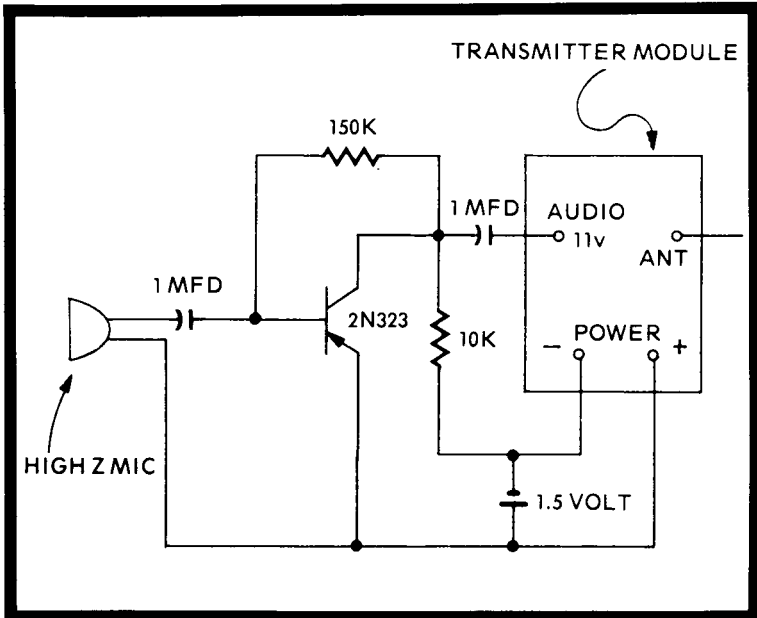 TRANSMITTER MODULE
150K
1 MFD
AUDIO
11v
ANT
1 MFD
2N323
10K
POWER
− +
HIGH Z MIC
1.5 VOLT